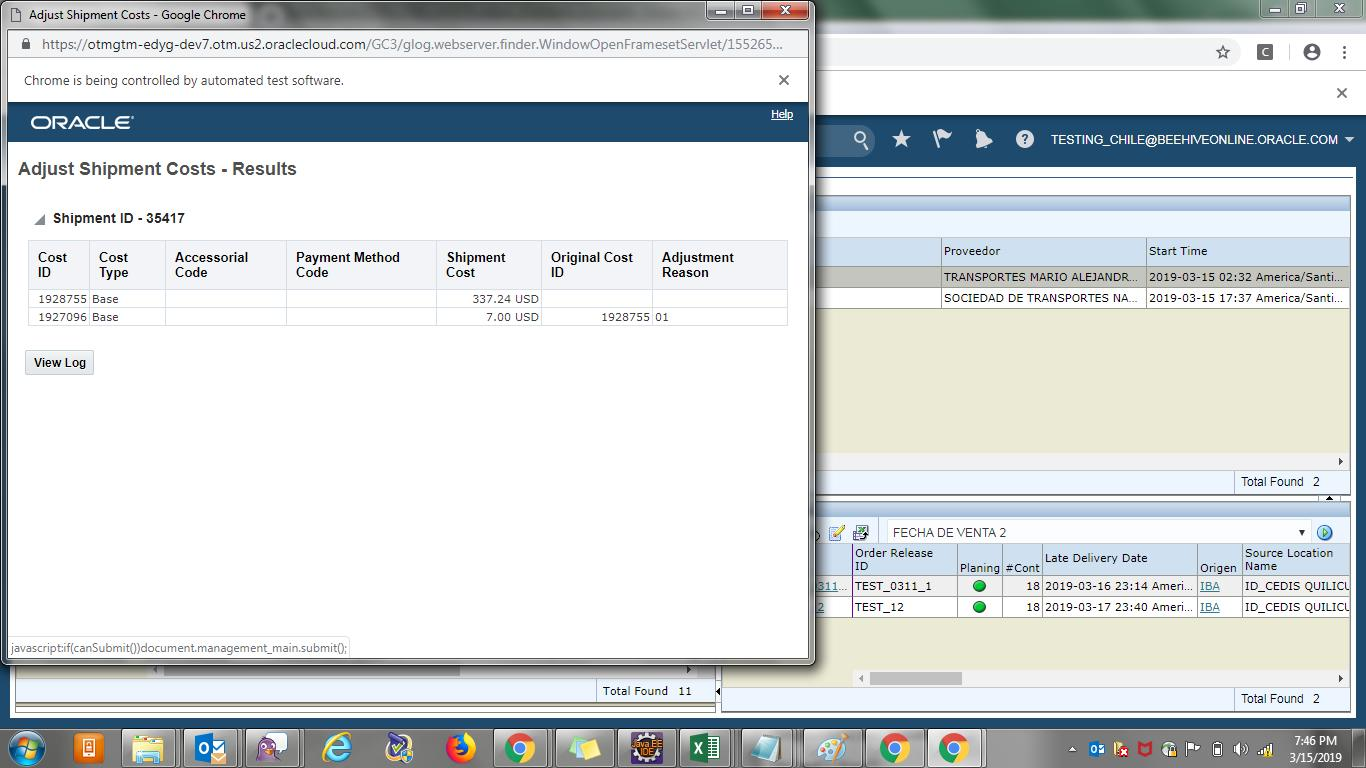 Adjust Shipment Costs - Google Chrome
https://otmgtm-edyg-dev7.otm.us2.oraclecloud.com/GC3/glog.webserver.finder.WindowOpenFramesetServlet/155265...
Chrome is being controlled by automated test software.
ORACLE
Help
Adjust Shipment Costs - Results
Shipment ID - 35417
Cost ID Cost Type Accessorial Code Payment Method Code Shipment Cost Original Cost ID Adjustment Reason
1928755 Base 337.24 USD
1927096 Base 7.00 USD 1928755 01
View Log
javascript:if(canSubmit())document.management_main.submit();
C
TESTING_CHILE@BEEHIVEONLINE.ORACLE.COM
Proveedor Start Time
TRANSPORTES MARIO ALEJANDR... 2019-03-15 02:32 America/Santi...
SOCIEDAD DE TRANSPORTES NA... 2019-03-15 17:37 America/Santi...
Total Found 2
FECHA DE VENTA 2
Order Release ID Planing #Cont Late Delivery Date Origen Source Location Name
0311... TEST_0311_1 18 2019-03-16 23:14 Ameri... IBA ID_CEDIS QUILICU
2 TEST_12 18 2019-03-17 23:40 Ameri... IBA ID_CEDIS QUILICU
Total Found 11
Total Found 2
Java EE
IDE
7:46 PM
3/15/2019